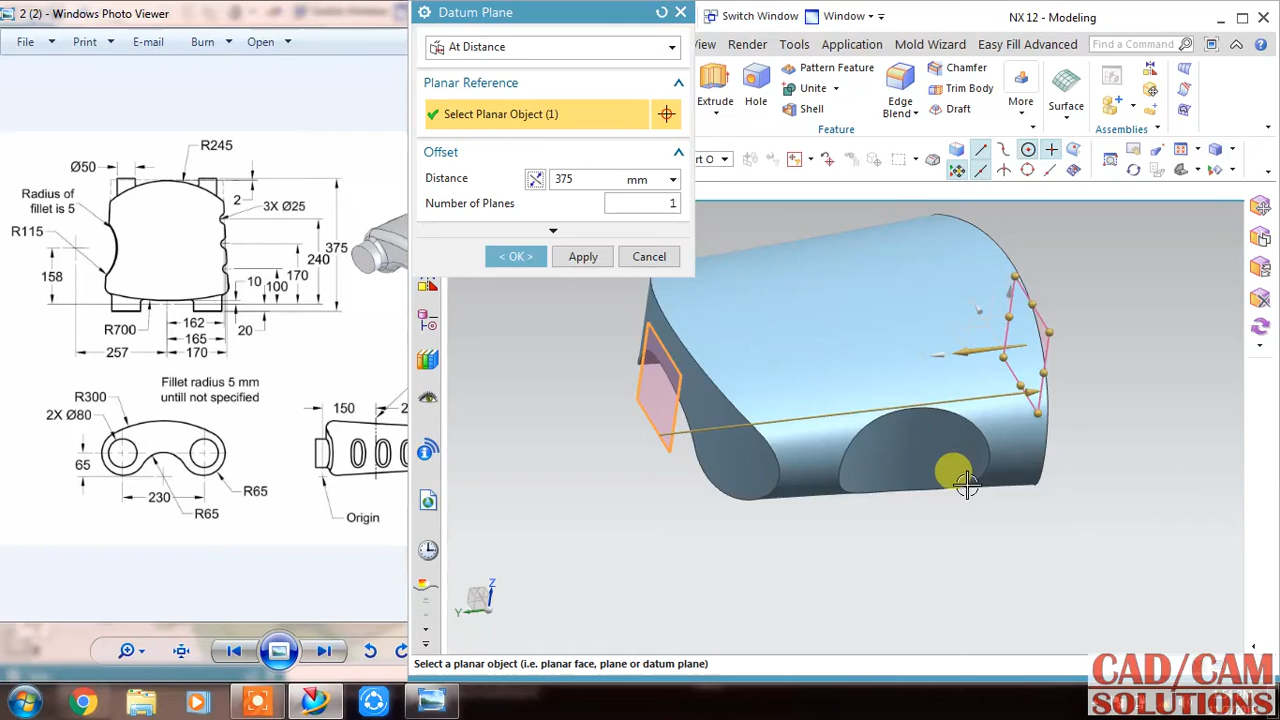 2 (2) - Windows Photo Viewer
File
Print
E-mail
Burn
Open
Ø50
R245
2
Radius of
fillet is 5
3X Ø25
R115
375
240
170
158
10
100
R700
162
20
165
257
170
Fillet radius 5 mm
untill not specified
R300
2X Ø80
150
2
65
R65
230
R65
Origin
Datum Plane
At Distance
Planar Reference
Select Planar Object (1)
Offset
Distance
375 mm
Number of Planes
1
< OK >
Apply
Cancel
Switch Window
Window
NX 12 - Modeling
View
Render
Tools
Application
Mold Wizard
Easy Fill Advanced
Find a Command
Extrude
Hole
Pattern Feature
Unite
Shell
Edge
Blend
Chamfer
Trim Body
Draft
More
Surface
Feature
Assemblies
rt O
Z
Y
Select a planar object (i.e. planar face, plane or datum plane)
CAD/CAM
SOLUTIONS